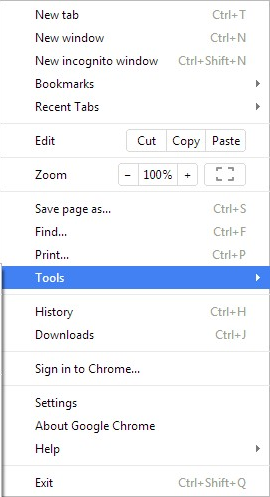 New tab Ctrl+T
New window Ctrl+N
New incognito window Ctrl+Shift+N
Bookmarks
Recent Tabs
Edit Cut Copy Paste
Zoom − 100% +
Save page as... Ctrl+S
Find... Ctrl+F
Print... Ctrl+P
Tools
History Ctrl+H
Downloads Ctrl+J
Sign in to Chrome...
Settings
About Google Chrome
Help
Exit Ctrl+Shift+Q